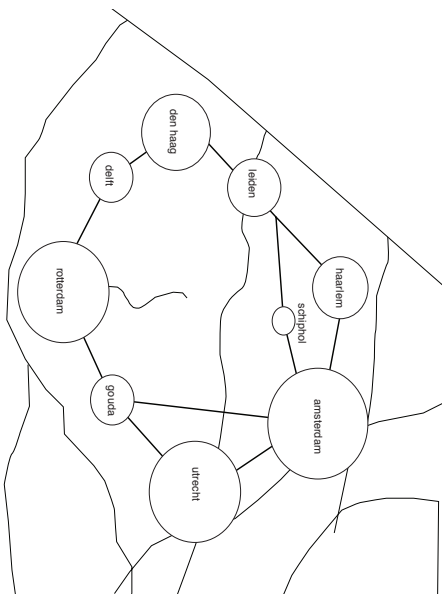 den haag
delft
leiden
haarlem
schiphol
rotterdam
amsterdam
gouda
utrecht